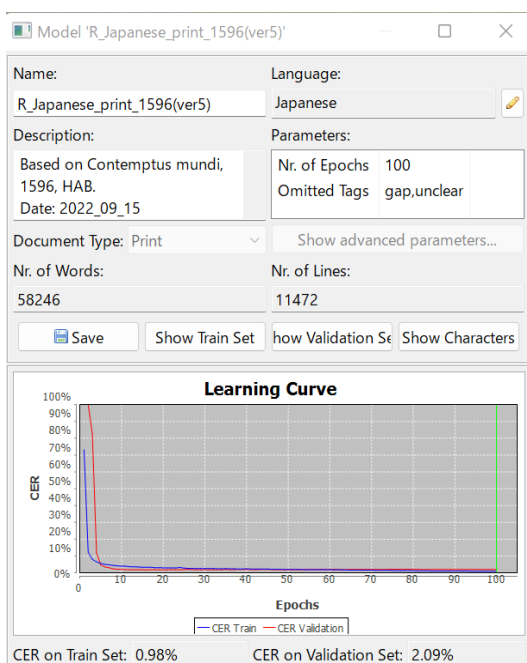 Model 'R_Japanese_print_1596(ver5)'
Name: Language:
R_Japanese_print_1596(ver5) Japanese
Description: Parameters:
Based on Contemptus mundi, Nr. of Epochs 100
1596, HAB. Omitted Tags gap,unclear
Date: 2022_09_15
Document Type: Print Show advanced parameters...
Nr. of Words: Nr. of Lines:
58246 11472
Save Show Train Set how Validation Se Show Characters
Learning Curve
100%
90%
80%
70%
60%
50%
40%
30%
20%
10%
0%
CER
0 10 20 30 40 50 60 70 80 90 100
Epochs
CER Train CER Validation
CER on Train Set: 0.98% CER on Validation Set: 2.09%